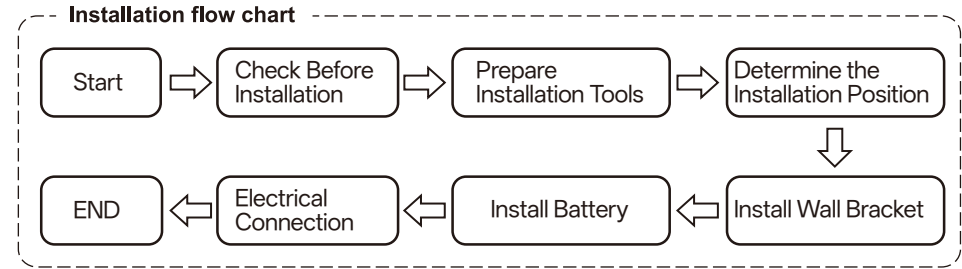 Installation flow chart
Start
Check Before
Installation
Prepare
Installation Tools
Determine the
Installation Position
Install Wall Bracket
Install Battery
Electrical
Connection
END